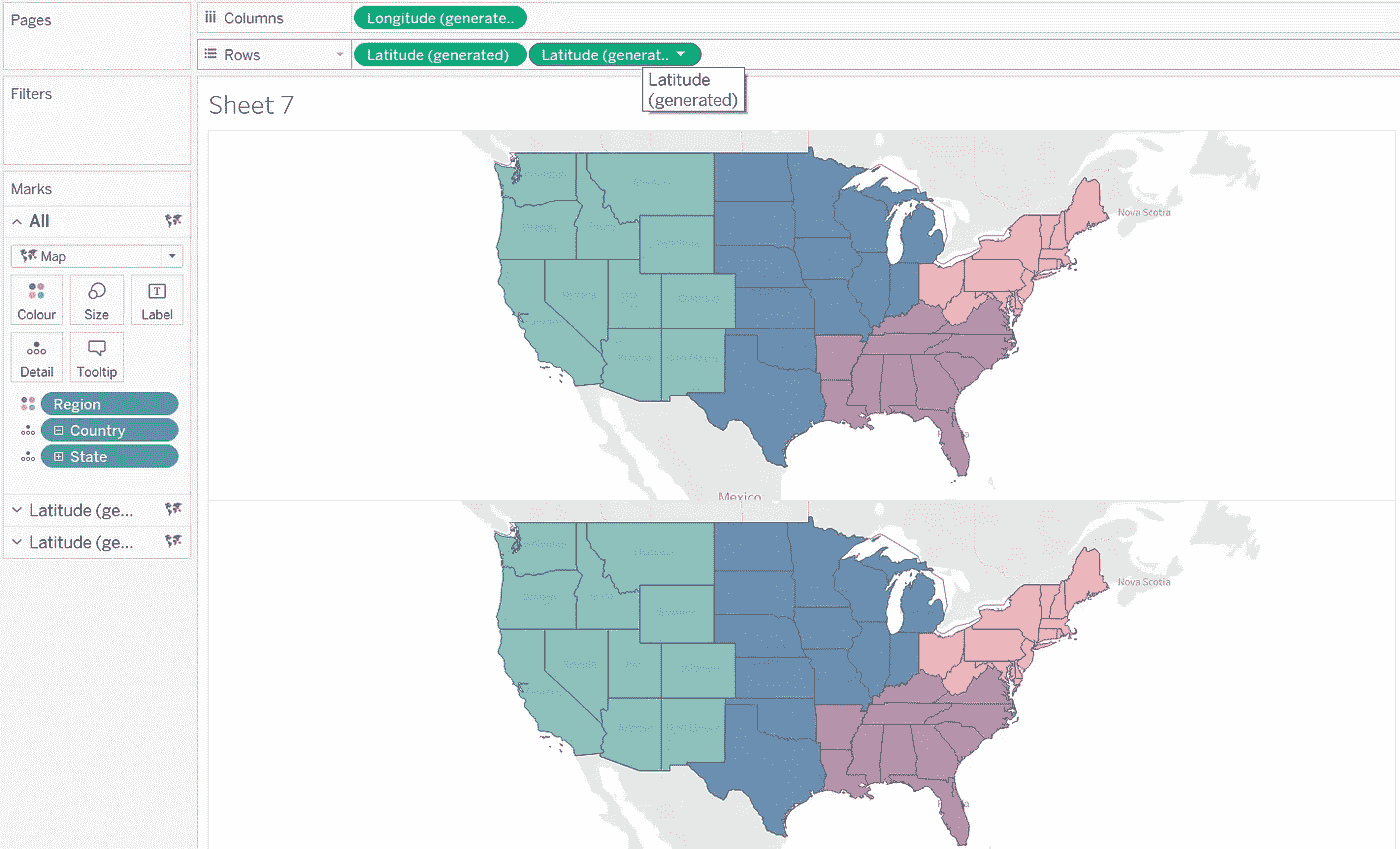 Pages
Columns
Longitude (generate..
Rows
Latitude (generated)
Latitude (generat..
Latitude
(generated)
Filters
Sheet 7
Marks
All
Map
Colour
Size
Label
Detail
Tooltip
Region
Country
State
Latitude (ge...
Latitude (ge...
Nova Scotia
Mexico
Nova Scotia